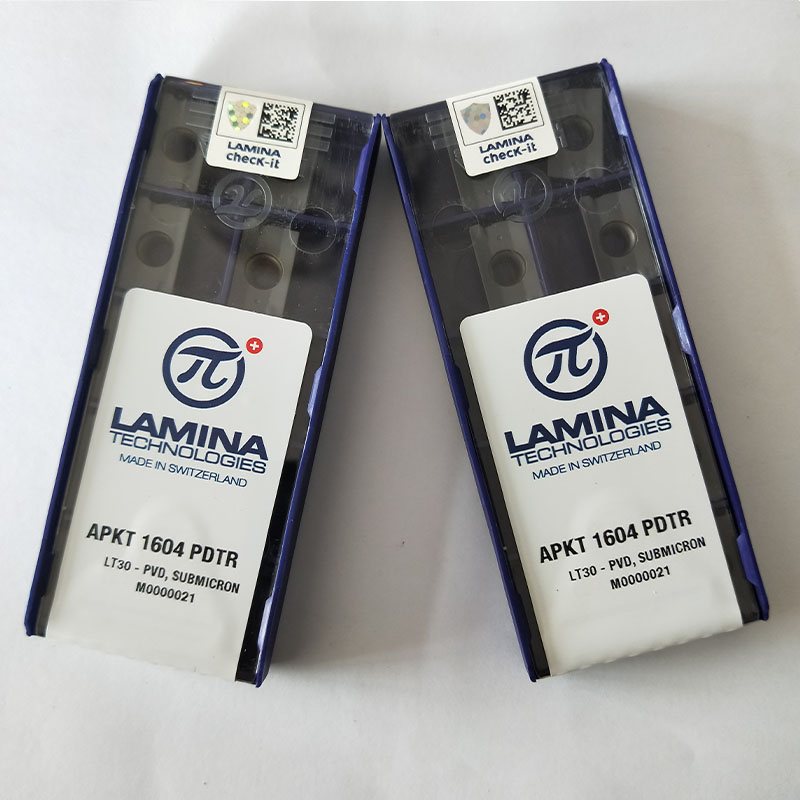 LAMINA
checK-it
π
LAMINA
TECHNOLOGIES
MADE IN SWITZERLAND
APKT 1604 PDTR
LT30 - PVD, SUBMICRON
M0000021
LAMINA
checK-it
π
LAMINA
TECHNOLOGIES
MADE IN SWITZERLAND
APKT 1604 PDTR
LT30 - PVD, SUBMICRON
M0000021